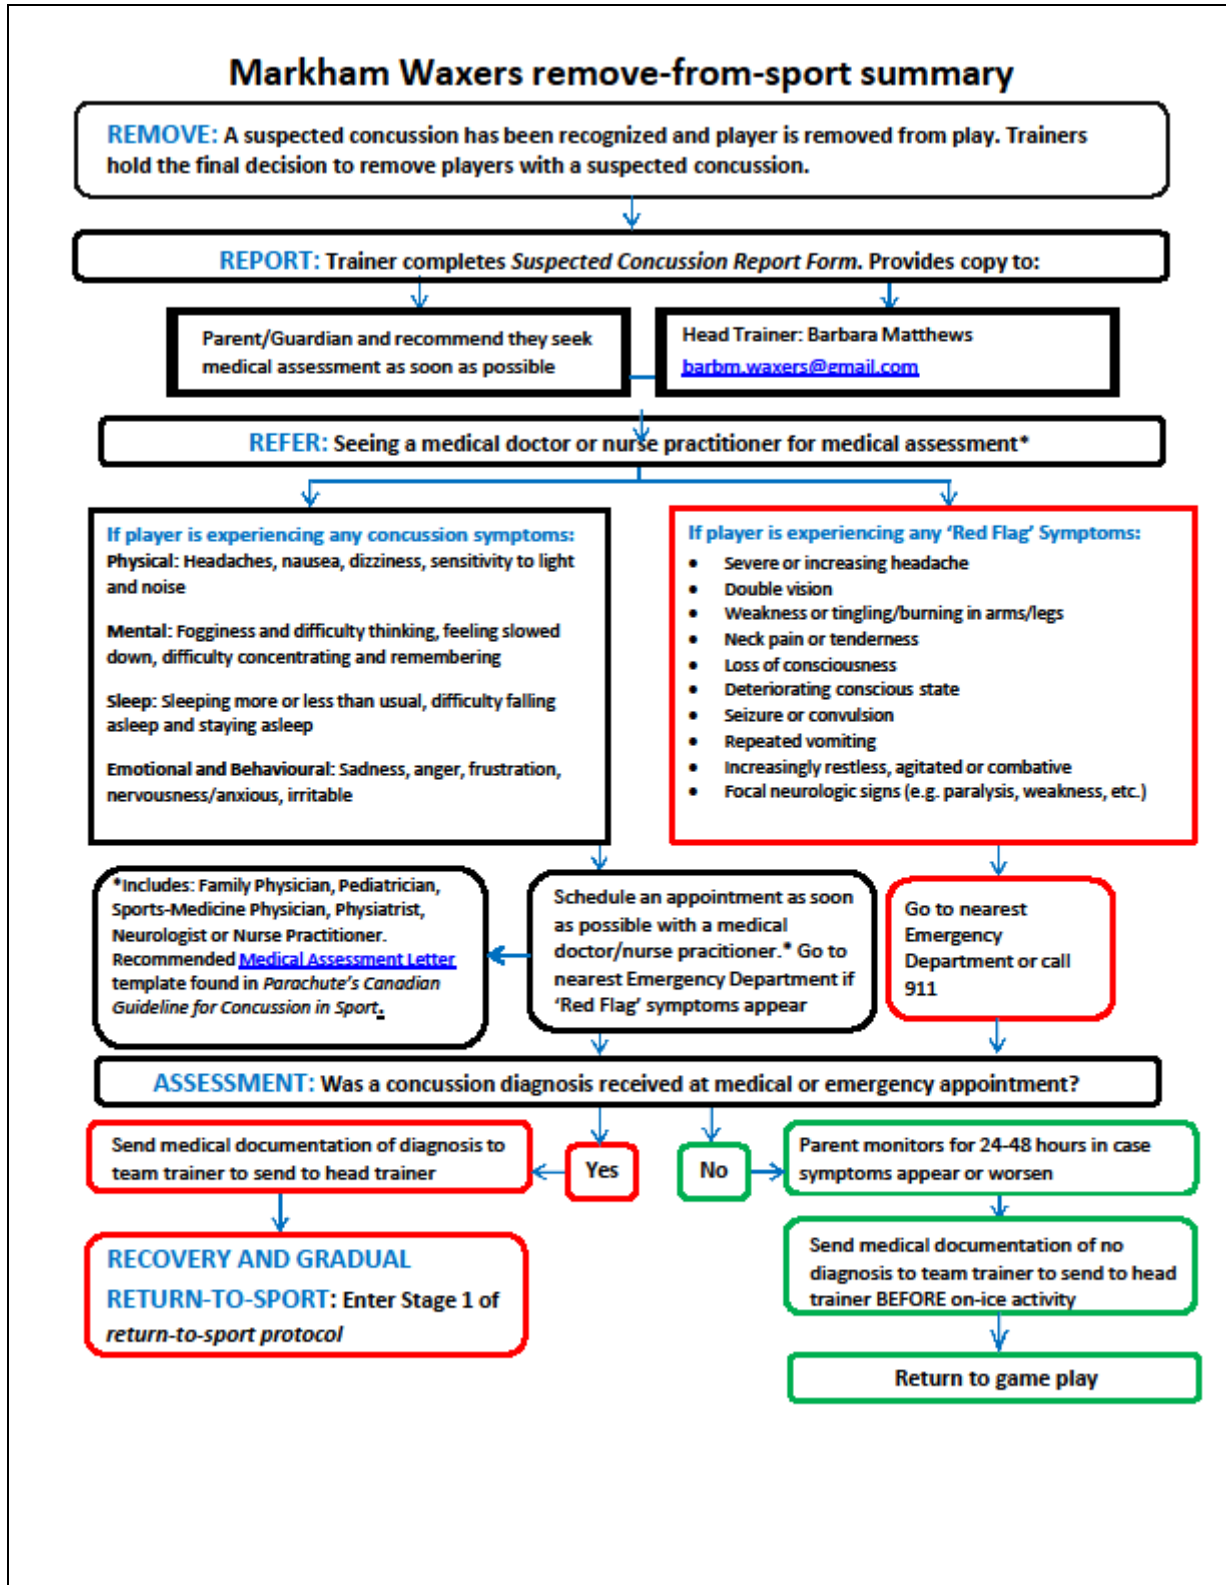 Markham Waxers remove-from-sport summary
REMOVE: A suspected concussion has been recognized and player is removed from play. Trainers
hold the final decision to remove players with a suspected concussion.
REPORT: Trainer completes Suspected Concussion Report Form. Provides copy to:
Parent/Guardian and recommend they seek
medical assessment as soon as possible
Head Trainer: Barbara Matthews
barbm.waxers@gmail.com
REFER: Seeing a medical doctor or nurse practitioner for medical assessment*
If player is experiencing any concussion symptoms:
Physical: Headaches, nausea, dizziness, sensitivity to light
and noise
Mental: Fogginess and difficulty thinking, feeling slowed
down, difficulty concentrating and remembering
Sleep: Sleeping more or less than usual, difficulty falling
asleep and staying asleep
Emotional and Behavioural: Sadness, anger, frustration,
nervousness/anxious, irritable
If player is experiencing any ‘Red Flag’ Symptoms:
• Severe or increasing headache
• Double vision
• Weakness or tingling/burning in arms/legs
• Neck pain or tenderness
• Loss of consciousness
• Deteriorating conscious state
• Seizure or convulsion
• Repeated vomiting
• Increasingly restless, agitated or combative
• Focal neurologic signs (e.g. paralysis, weakness, etc.)
*Includes: Family Physician, Pediatrician,
Sports-Medicine Physician, Physiatrist,
Neurologist or Nurse Practitioner.
Recommended Medical Assessment Letter
template found in Parachute’s Canadian
Guideline for Concussion in Sport.
Schedule an appointment as soon
as possible with a medical
doctor/nurse practitioner.* Go to
nearest Emergency Department if
‘Red Flag’ symptoms appear
Go to nearest
Emergency
Department or call
911
ASSESSMENT: Was a concussion diagnosis received at medical or emergency appointment?
Send medical documentation of diagnosis to
team trainer to send to head trainer
Yes
No
Parent monitors for 24-48 hours in case
symptoms appear or worsen
RECOVERY AND GRADUAL
RETURN-TO-SPORT: Enter Stage 1 of
return-to-sport protocol
Send medical documentation of no
diagnosis to team trainer to send to head
trainer BEFORE on-ice activity
Return to game play